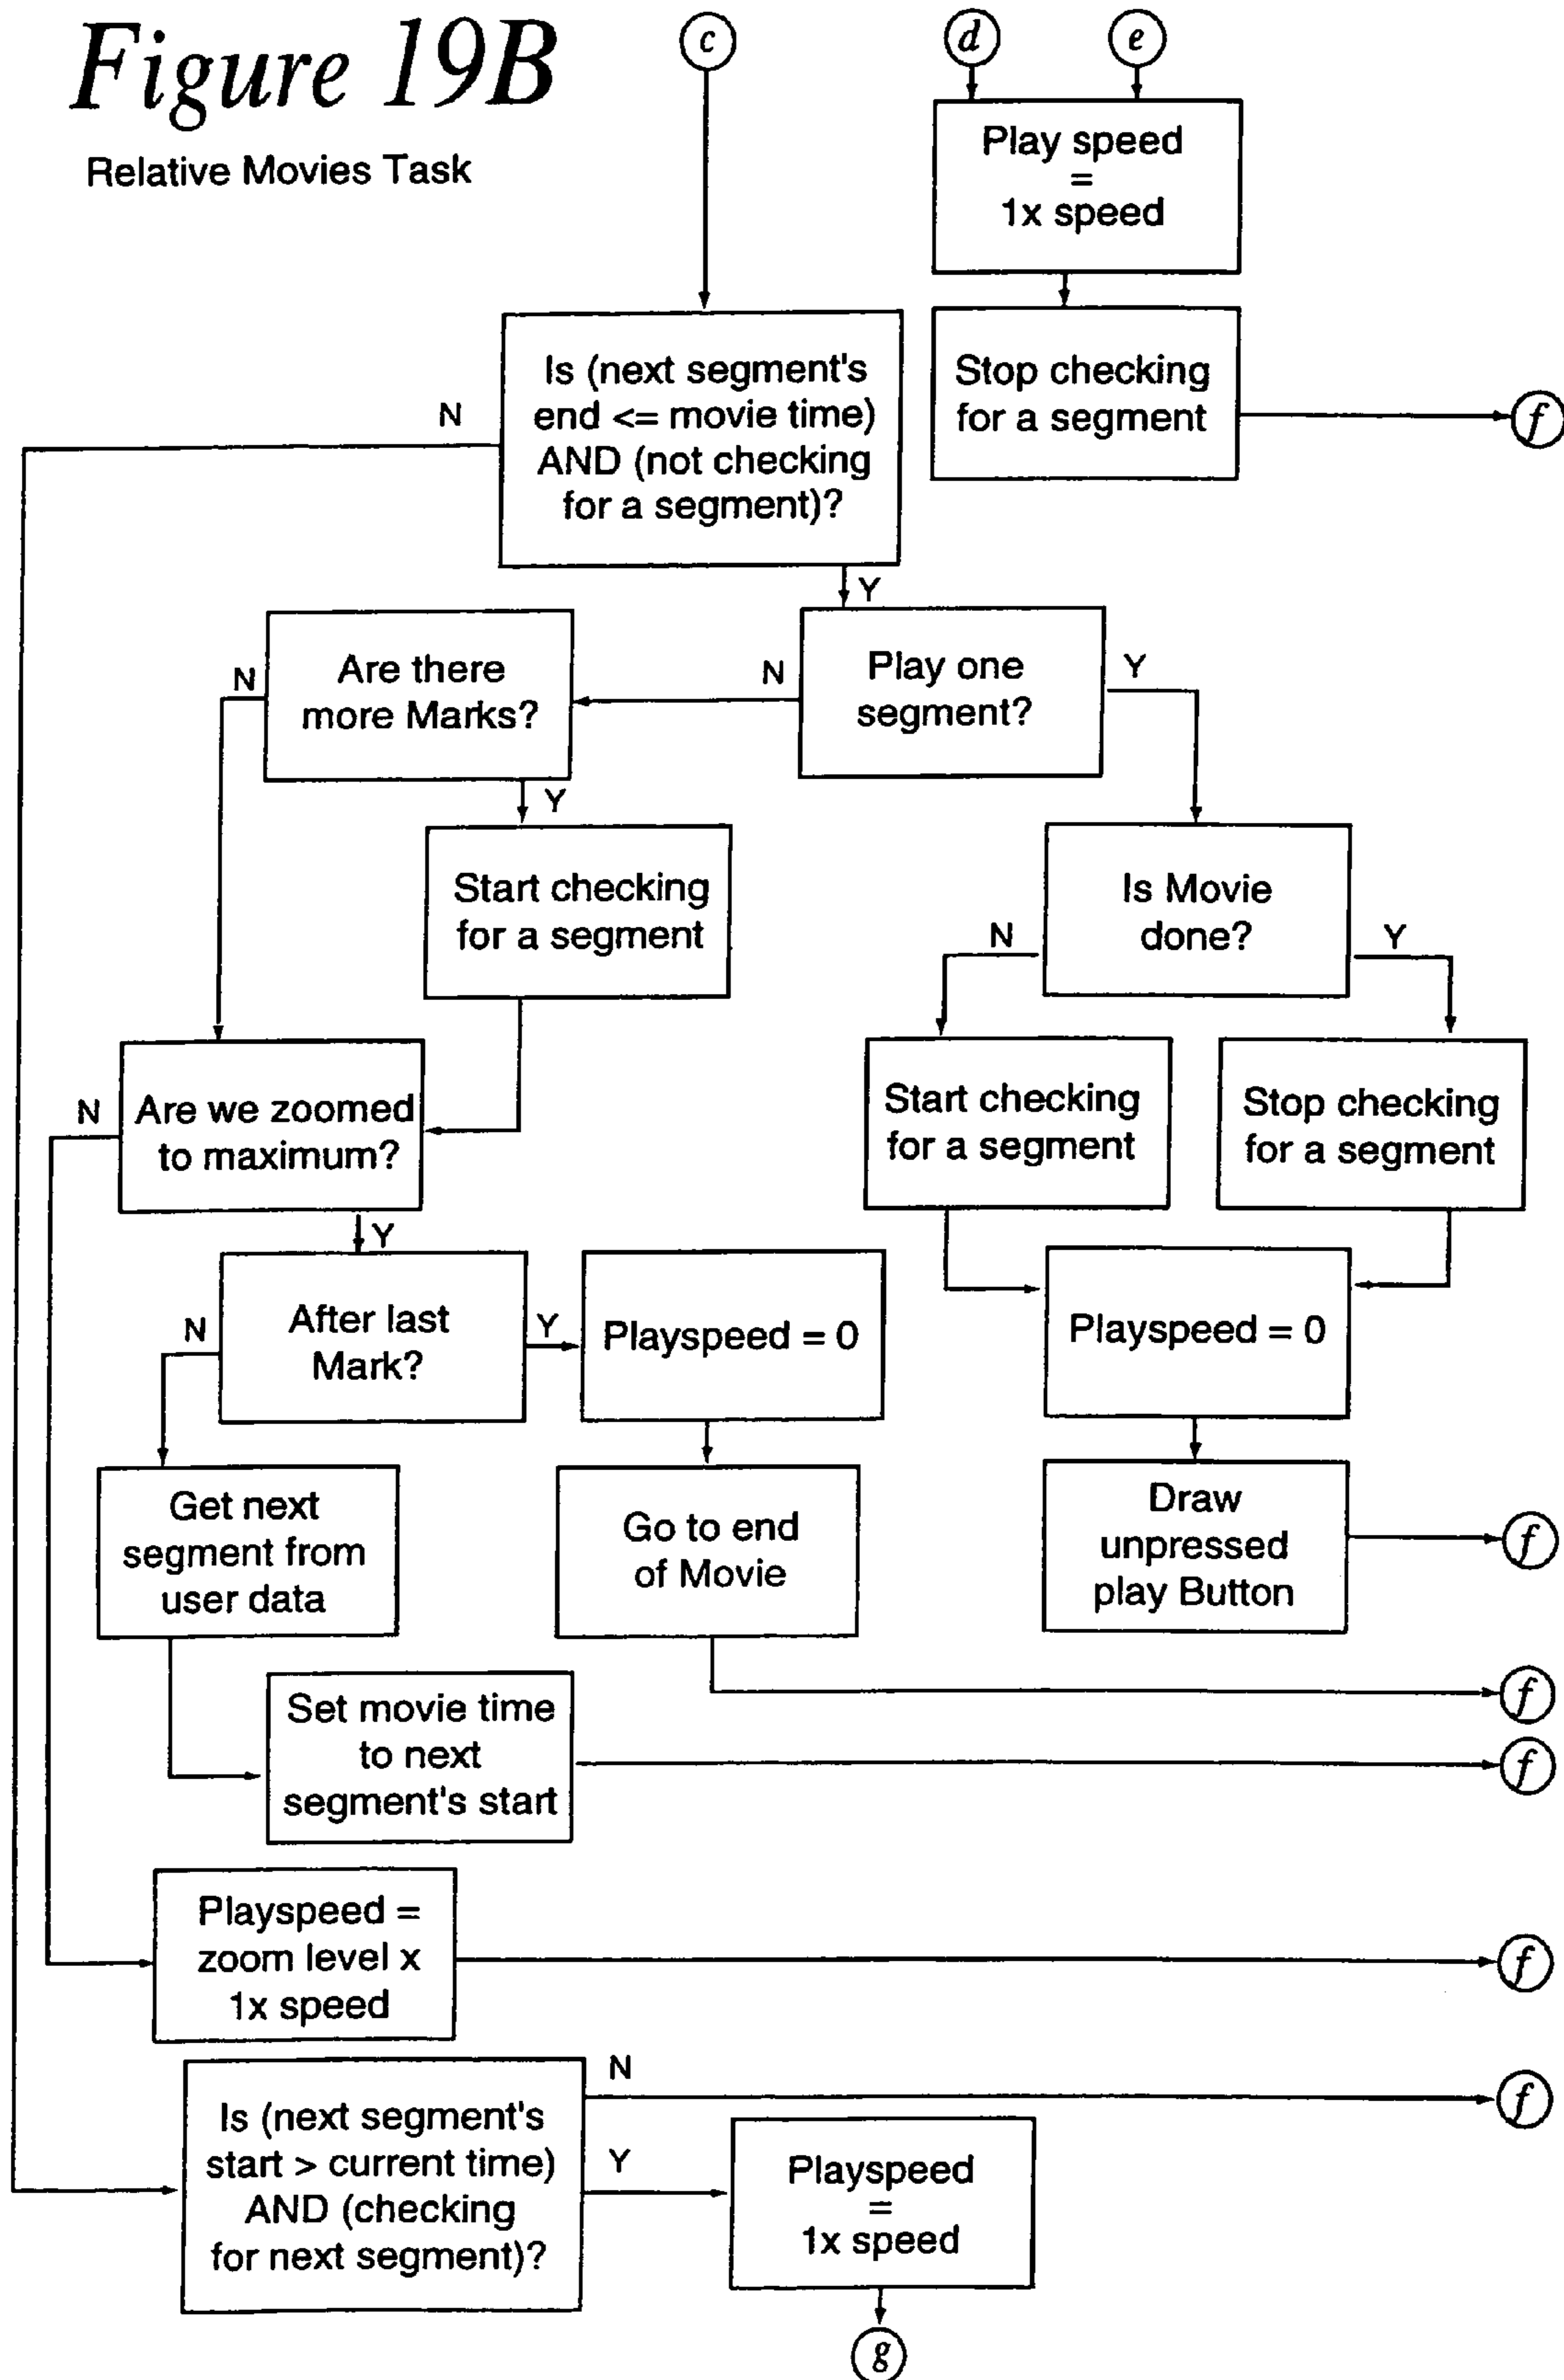 Figure 19B
Relative Movies Task
c
d
e
Play speed
=
1x speed
Is (next segment's
end <= movie time)
AND (not checking
for a segment)?
N
Y
Stop checking
for a segment
f
Are there
more Marks?
N
Y
N
Play one
segment?
Y
Start checking
for a segment
Is Movie
done?
N
Y
Are we zoomed
to maximum?
N
Y
Start checking
for a segment
Stop checking
for a segment
After last
Mark?
N
Y
Playspeed = 0
Playspeed = 0
Get next
segment from
user data
Go to end
of Movie
Draw
unpressed
play Button
f
f
Set movie time
to next
segment's start
f
Playspeed =
zoom level x
1x speed
f
Is (next segment's
start > current time)
AND (checking
for next segment)?
N
f
Y
Playspeed
=
1x speed
g